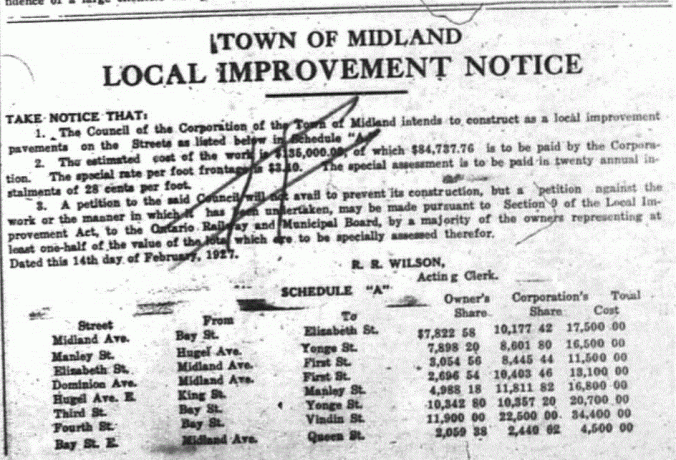 TOWN OF MIDLAND
LOCAL IMPROVEMENT NOTICE
TAKE NOTICE THAT:
1. The Council of the Corporation of the Town of Midland intends to construct as a local improvement
pavements on the Streets as listed below in Schedule "A"
2. The estimated cost of the work is $135,000.00, of which $84,737.76 is to be paid by the Corpora-
tion. The special rate per foot frontage is $3.10. The special assessment is to be paid in twenty annual in-
stalments of 28 cents per foot.
3. A petition to the said Council will not avail to prevent its construction, but a petition against the
work or the manner in which it has been undertaken, may be made pursuant to Section 9 of the Local Im-
provement Act, to the Ontario Railway and Municipal Board, by a majority of the owners representing at
least one-half of the value of the lots which are to be specially assessed therefor.
Dated this 14th day of February, 1927.
R. R. WILSON,
Acting Clerk.
SCHEDULE "A"
Street From To Owner's Share Corporation's Share Total Cost
Midland Ave. Bay St. Elizabeth St. $7,822 58 10,177 42 17,500 00
Manley St. Hugel Ave. Yonge St. 7,898 20 8,601 80 16,500 00
Elizabeth St. Midland Ave. First St. 3,054 56 8,445 44 11,500 00
Dominion Ave. Midland Ave. First St. 2,696 54 10,403 46 13,100 00
Hugel Ave. E. King St. Manley St. 4,988 18 11,811 82 16,800 00
Third St. Bay St. Yonge St. 10,342 80 10,357 20 20,700 00
Fourth St. Bay St. Vindin St. 11,900 00 22,500 00 34,400 00
Bay St. E. Midland Ave. Queen St. 2,059 38 2,440 62 4,500 00